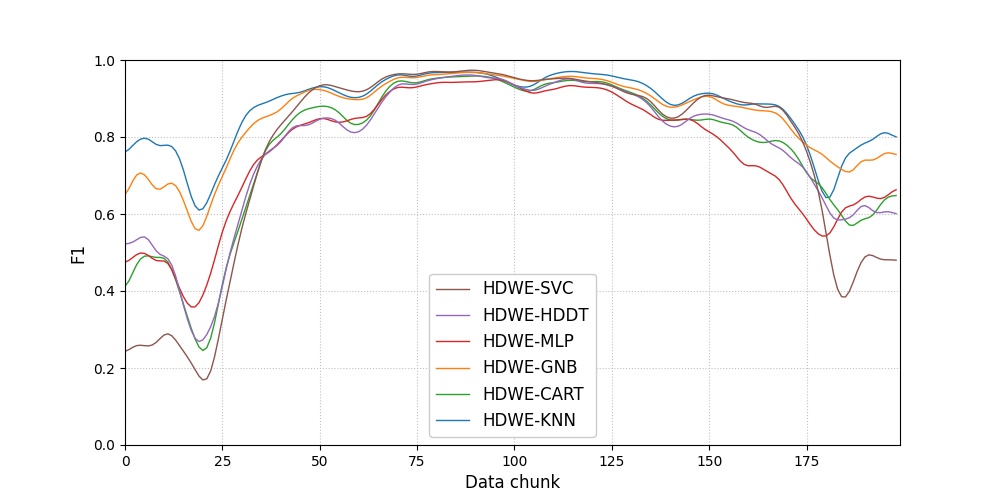 1.0
0.8
0.6
0.4
0.2
0.0
F1
HDWE-SVC
HDWE-HDDT
HDWE-MLP
HDWE-GNB
HDWE-CART
HDWE-KNN
0 25 50 75 100 125 150 175
Data chunk